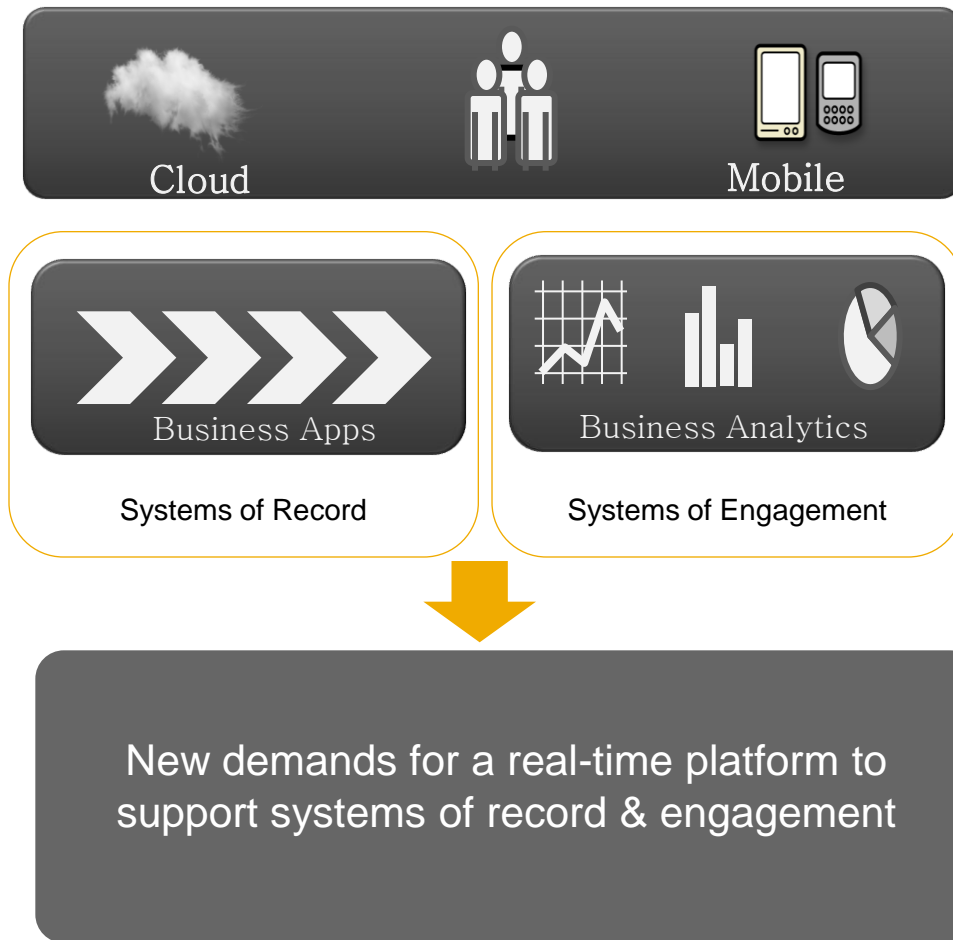 Cloud
Mobile
Business Apps
Business Analytics
Systems of Record
Systems of Engagement
New demands for a real-time platform to
support systems of record & engagement